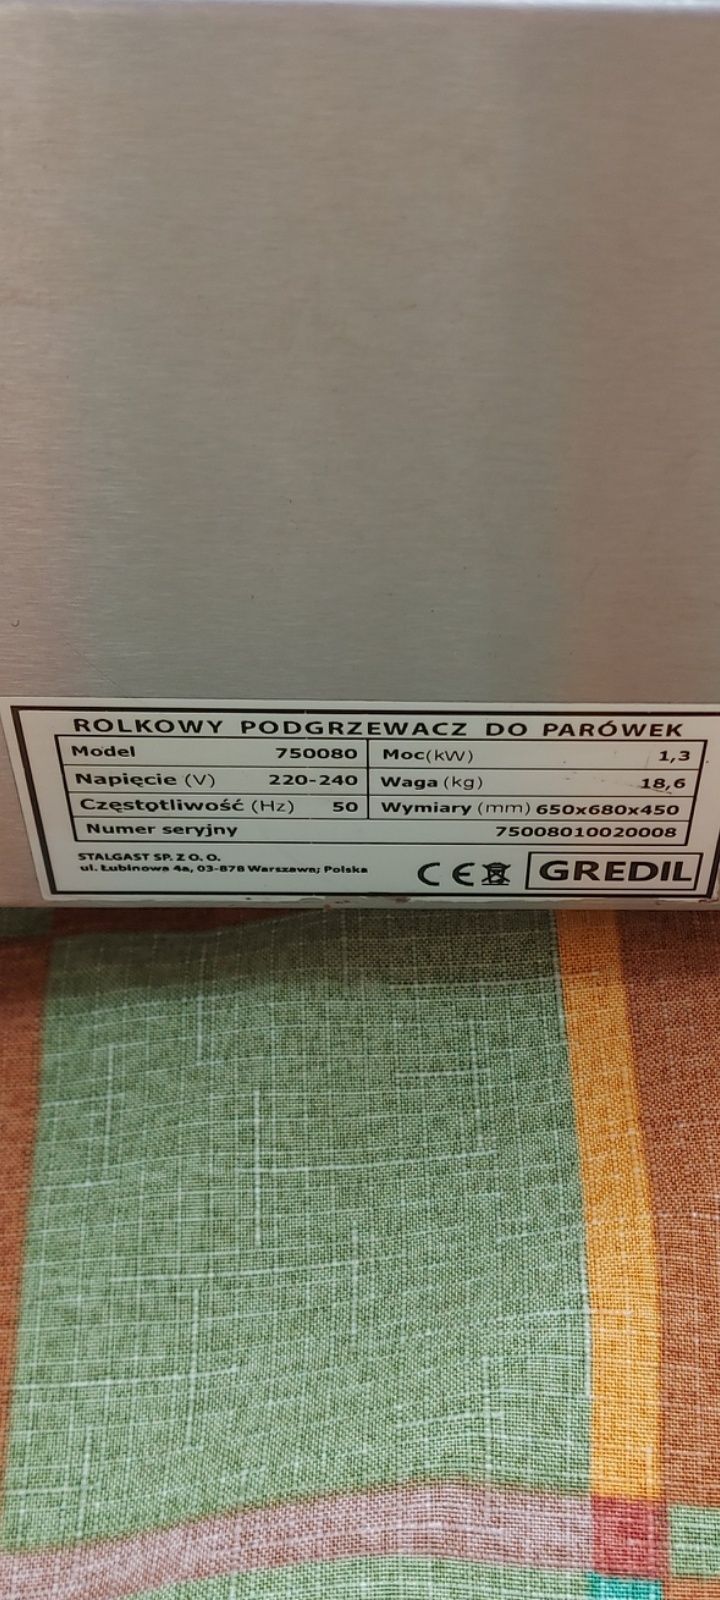 ROLKOWY PODGRZEWACZ DO PARÓWEK
Model 750080 Moc(kW) 1,3
Napięcie (V) 220-240 Waga (kg) 18,6
Częstotliwość (Hz) 50 Wymiary (mm) 650x680x450
Numer seryjny 75008010020008
STALGAST SP. Z O. O.
ul. Łubinowa 4a, 03-878 Warszawa; Polska
CE GREDIL